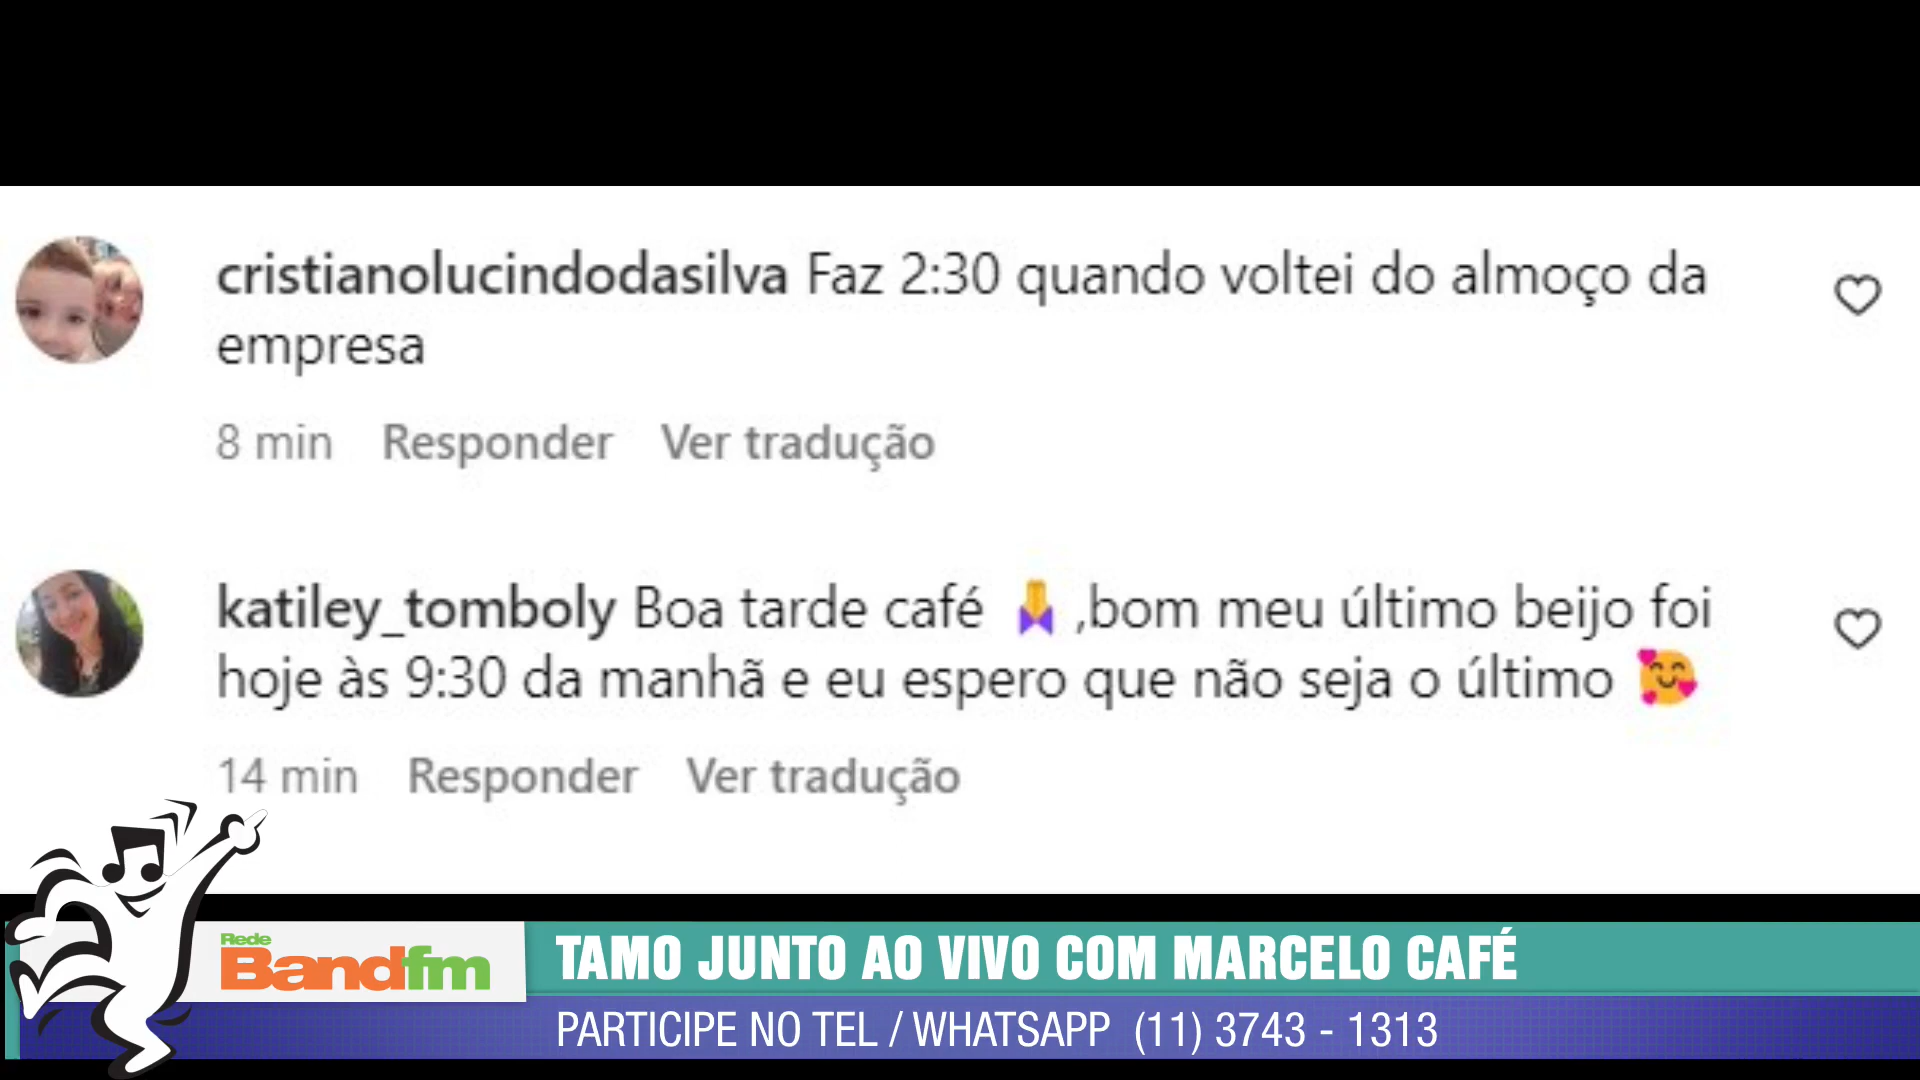 cristianolucindodasilva Faz 2:30 quando voltei do almoço da
empresa
8 min Responder Ver tradução
katiley_tomboly Boa tarde café 🙏,bom meu último beijo foi
hoje às 9:30 da manhã e eu espero que não seja o último 🥰
14 min Responder Ver tradução
Rede
Bandfm
TAMO JUNTO AO VIVO COM MARCELO CAFÉ
PARTICIPE NO TEL / WHATSAPP (11) 3743 - 1313